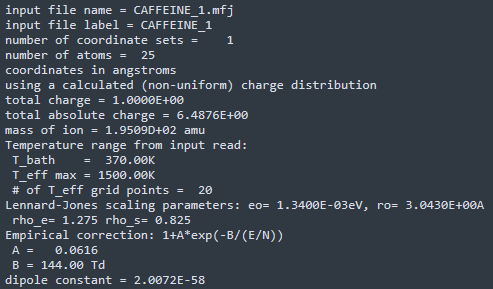 input file name = CAFFEINE_1.mfj
input file label = CAFFEINE_1
number of coordinate sets =    1
number of atoms =  25
coordinates in angstroms
using a calculated (non-uniform) charge distribution
total charge = 1.0000E+00
total absolute charge = 6.4876E+00
mass of ion = 1.9509D+02 amu
Temperature range from input read:
 T_bath    =  370.00K
 T_eff max = 1500.00K
 # of T_eff grid points =  20
Lennard-Jones scaling parameters: eo= 1.3400E-03eV, ro= 3.0430E+00A
 rho_e= 1.275 rho_s= 0.825
Empirical correction: 1+A*exp(-B/(E/N))
 A =    0.0616
 B = 144.00 Td
dipole constant = 2.0072E-58